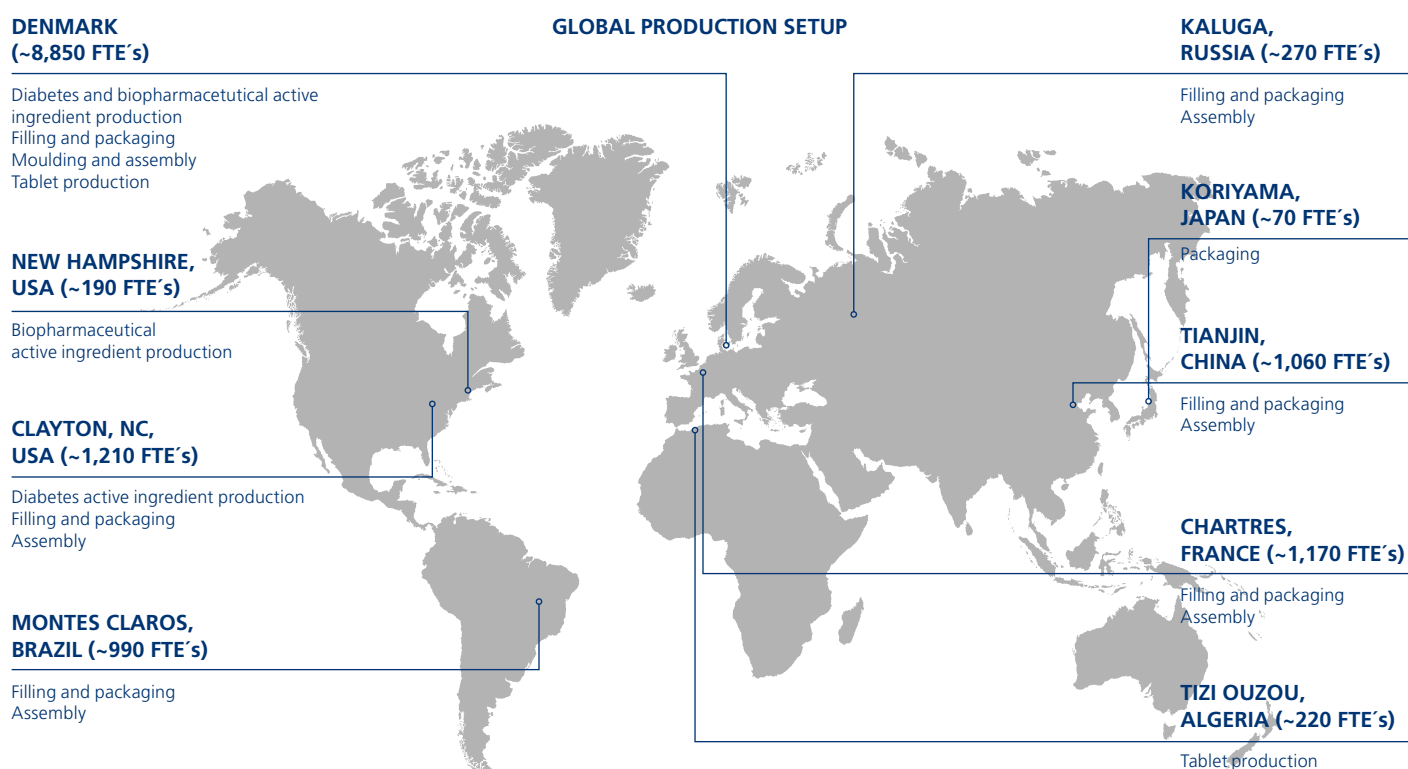 GLOBAL PRODUCTION SETUP
DENMARK
(~8,850 FTE´s)
Diabetes and biopharmacetutical active
ingredient production
Filling and packaging
Moulding and assembly
Tablet production
NEW HAMPSHIRE,
USA (~190 FTE´s)
Biopharmaceutical
active ingredient production
CLAYTON, NC,
USA (~1,210 FTE´s)
Diabetes active ingredient production
Filling and packaging
Assembly
MONTES CLAROS,
BRAZIL (~990 FTE´s)
Filling and packaging
Assembly
KALUGA,
RUSSIA (~270 FTE´s)
Filling and packaging
Assembly
KORIYAMA,
JAPAN (~70 FTE´s)
Packaging
TIANJIN,
CHINA (~1,060 FTE´s)
Filling and packaging
Assembly
CHARTRES,
FRANCE (~1,170 FTE´s)
Filling and packaging
Assembly
TIZI OUZOU,
ALGERIA (~220 FTE´s)
Tablet production